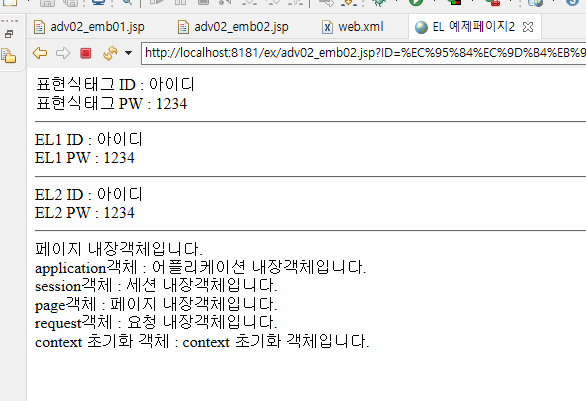 adv02_emb01.jsp
adv02_emb02.jsp
web.xml
EL 예제페이지2
http://localhost:8181/ex/adv02_emb02.jsp?ID=%EC%95%84%EC%9D%B4%EB%9
표현식태그 ID : 아이디
표현식태그 PW : 1234
EL1 ID : 아이디
EL1 PW : 1234
EL2 ID : 아이디
EL2 PW : 1234
페이지 내장객체입니다.
application객체 : 어플리케이션 내장객체입니다.
session객체 : 세션 내장객체입니다.
page객체 : 페이지 내장객체입니다.
request객체 : 요청 내장객체입니다.
context 초기화 객체 : context 초기화 객체입니다.